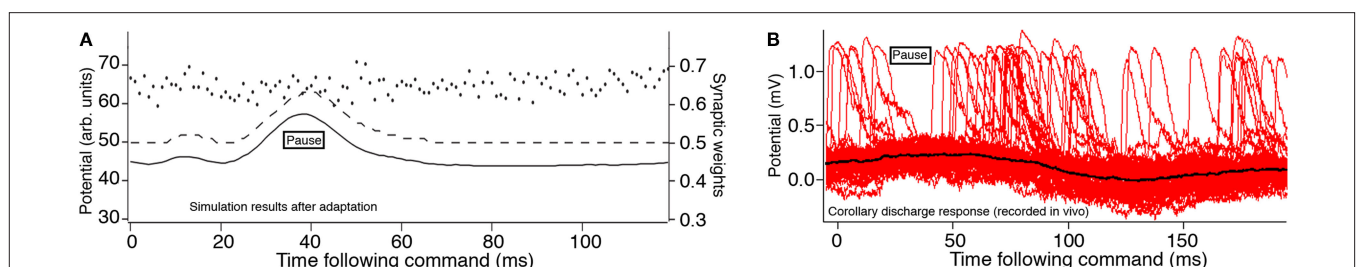 A
70
60
50
40
30
Potential (arb. units)
Pause
Simulation results after adaptation
0.7
0.6
0.5
0.4
0.3
Synaptic weights
0 20 40 60 80 100
Time following command (ms)
B
Pause
1.0
0.5
0.0
Potential (mV)
Corollary discharge response (recorded in vivo)
0 50 100 150
Time following command (ms)